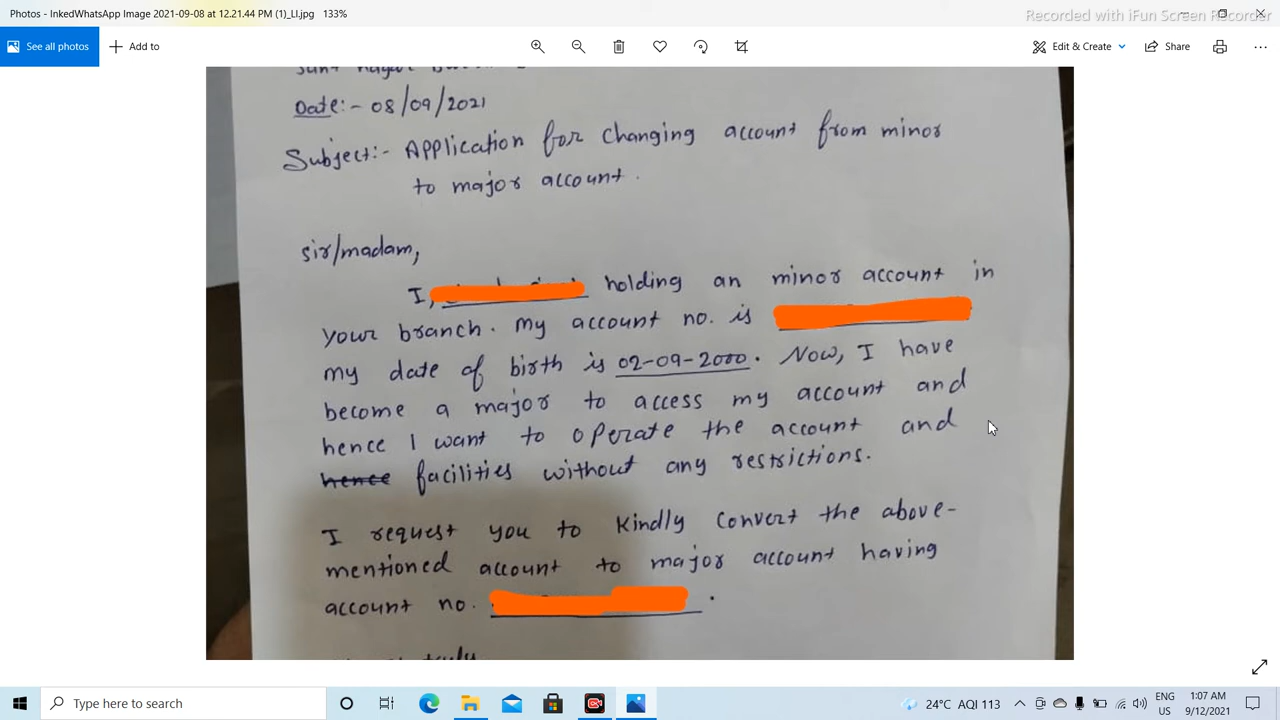 Photos - InkedWhatsApp Image 2021-09-08 at 12.21.44 PM (1)_LI.jpg 133%
Recorded with iFun Screen Recorder
See all photos
Add to
Edit & Create
Share
Date:- 08/09/2021
Subject:- Application for changing account from minor
to major account.
sir/madam,
I, holding an minor account in
your branch. My account no. is
my date of birth is 02-09-2000. Now, I have
become a major to access my account and
hence I want to operate the account and
hence facilities without any restrictions.
I request you to kindly convert the above-
mentioned account to major account having
account no. .
truly
Type here to search
24°C AQI 113
ENG
US
1:07 AM
9/12/2021